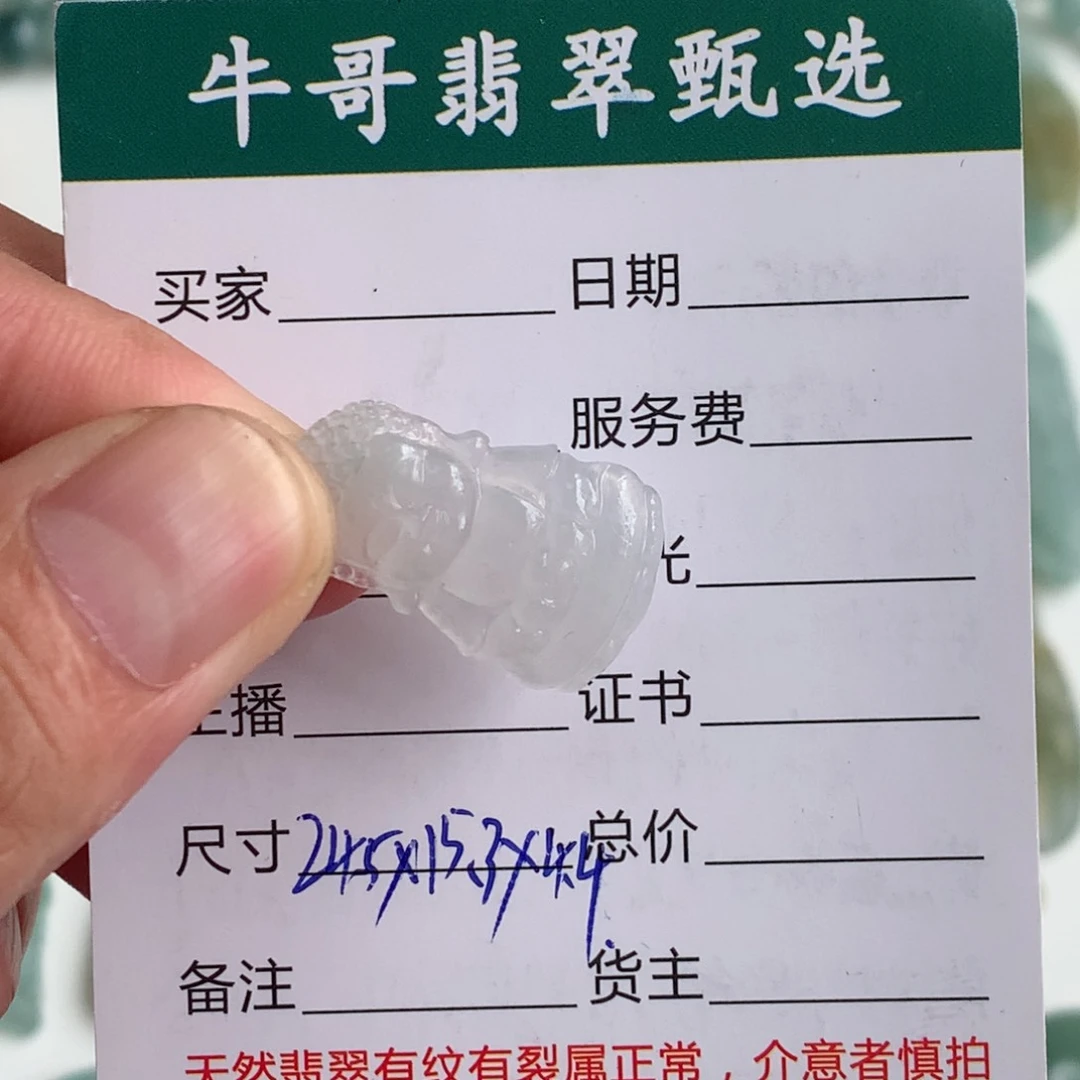 牛哥翡翠甄选
买家 日期
服务费
光
主播 证书
尺寸 24.5x15.3x4.4 总价
备注 货主
天然翡翠有纹有裂属正常，介意者慎拍